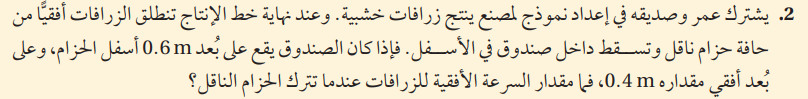 2. يشترك عمر وصديقه في إعداد نموذج لمصنع ينتج زرافات خشبية. وعند نهاية خط الإنتاج تنطلق الزرافات أفقيًّا من
حافة حزام ناقل وتسـقط داخل صندوق في الأسـفل. فإذا كان الصندوق يقع على بُعد 0.6 m أسفل الحزام، وعلى
بُعد أفقي مقداره 0.4 m، فما مقدار السرعة الأفقية للزرافات عندما تترك الحزام الناقل؟